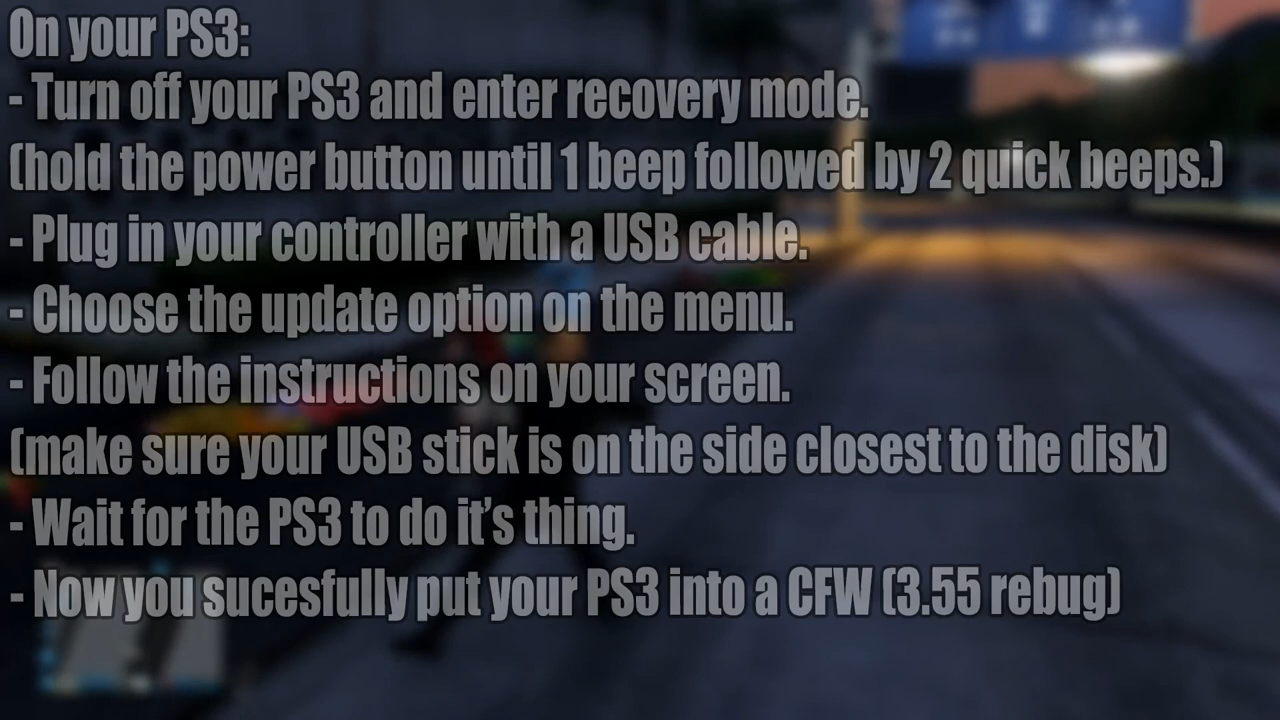 On your PS3:
- Turn off your PS3 and enter recovery mode.
(hold the power button until 1 beep followed by 2 quick beeps.)
- Plug in your controller with a USB cable.
- Choose the update option on the menu.
- Follow the instructions on your screen.
(make sure your USB stick is on the side closest to the disk)
- Wait for the PS3 to do it's thing.
- Now you sucesfully put your PS3 into a CFW (3.55 rebug)